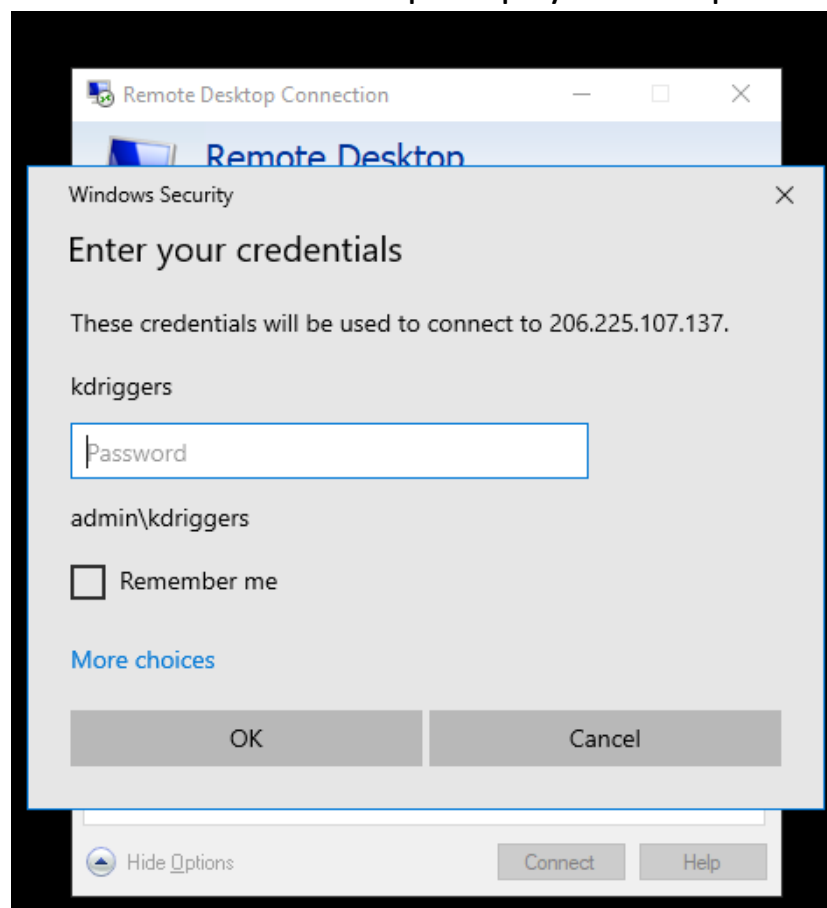 Remote Desktop Connection
Remote Desktop
Windows Security
Enter your credentials
These credentials will be used to connect to 206.225.107.137.
kdriggers
Password
admin\kdriggers
Remember me
More choices
OK Cancel
Hide Options Connect Help